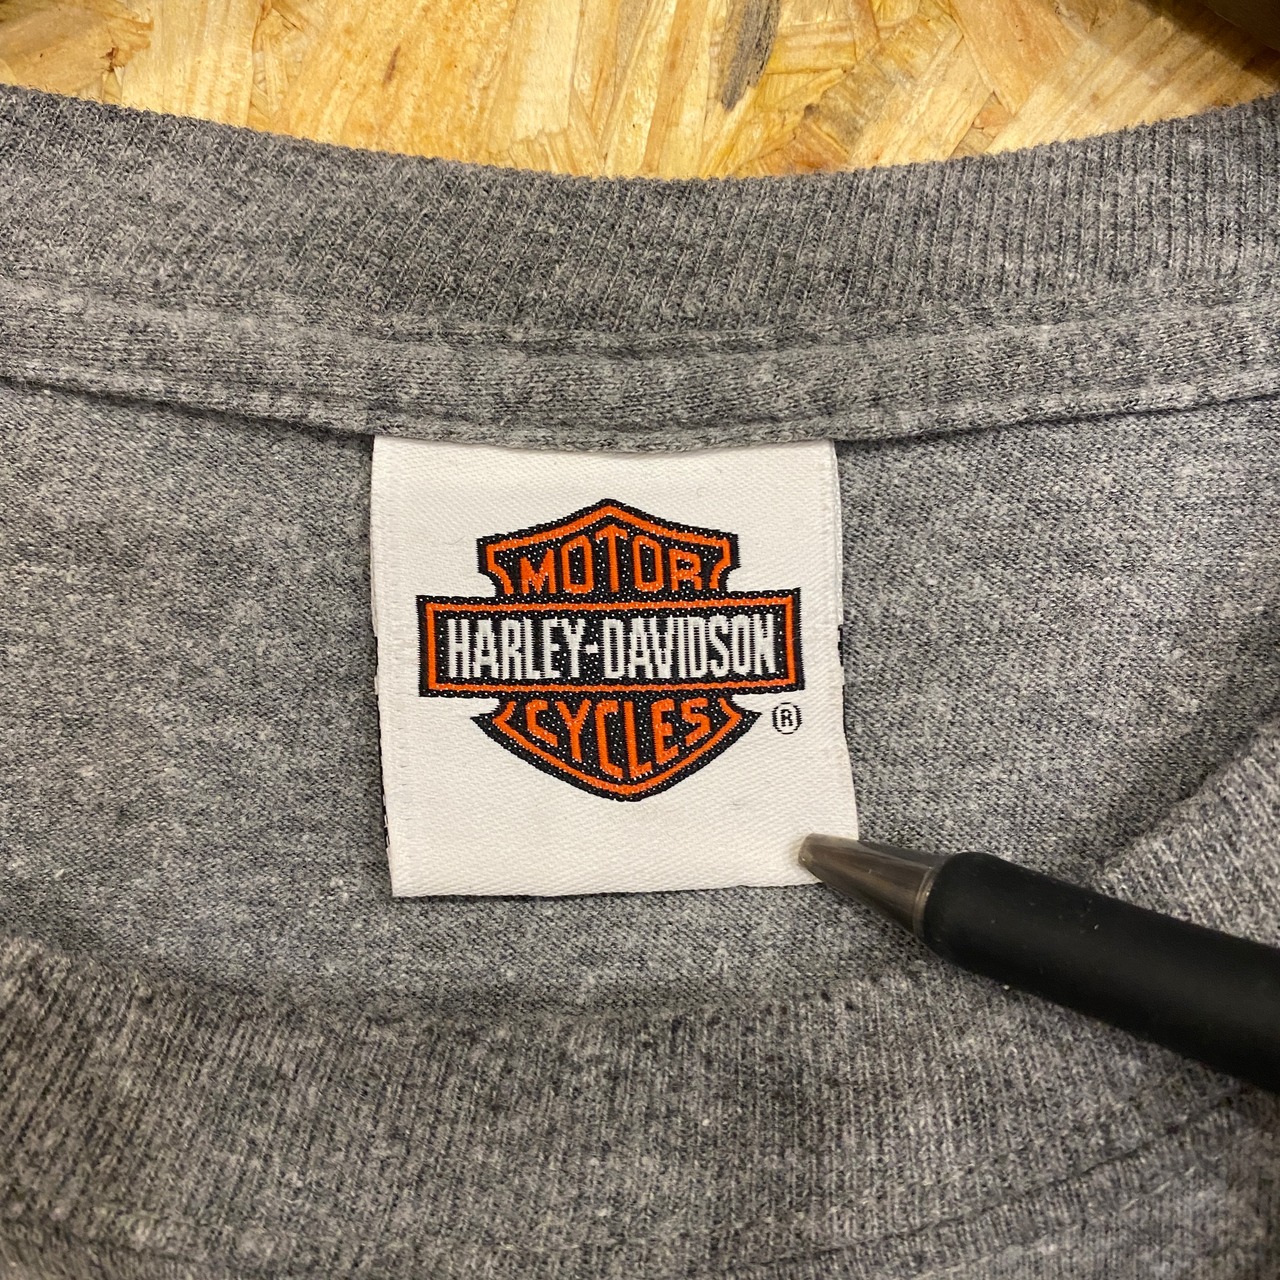 MOTOR
HARLEY-DAVIDSON
CYCLES
®